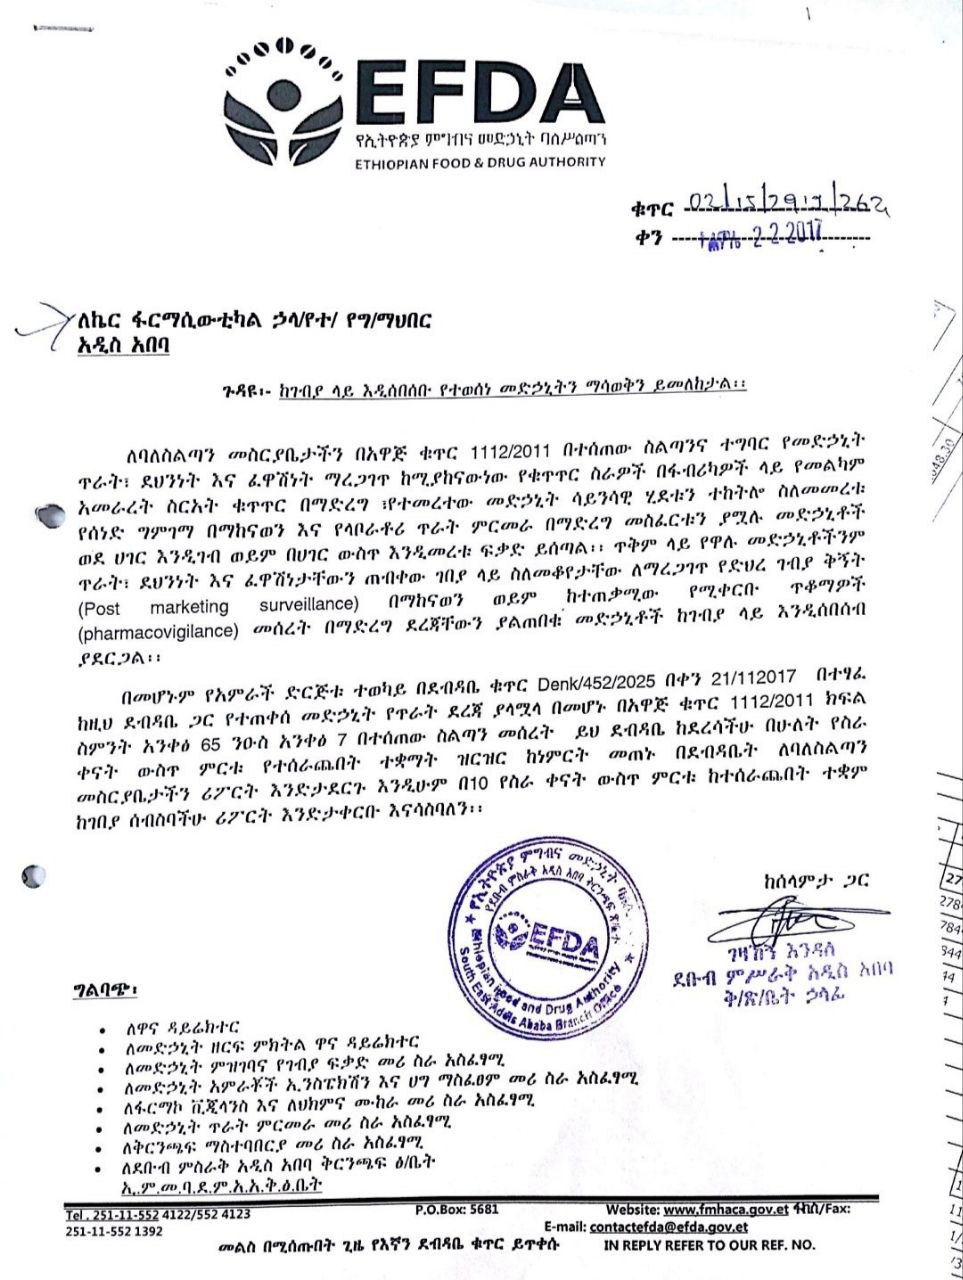 EFDA
የኢትዮጵያ ምግብና መድኃኒት ባለሥልጣን
ETHIOPIAN FOOD & DRUG AUTHORITY
ቁጥር 02/15/2917/262
ቀን 2-2-2017
ለኬር ፋርማሲውቲካል ኃላ/የተ/ የግ/ማህበር
አዲስ አበባ
ጉዳዩ፡- ከገብያ ላይ እዲሰበሰቡ የተወሰነ መድኃኒትን ማሳወቅን ይመለከታል፡፡
ለባለስልጣን መስርያቤታችን በአዋጅ ቁጥር 1112/2011 በተሰጠው ስልጣንና ተግባር የመድኃኒት
ጥራት፣ ደህንነት እና ፈዋሽነት ማረጋገጥ ከሚያከናውነው የቁጥጥር ስራዎች በፋብሪካዎች ላይ የመልካም
አመራረት ስርአት ቁጥጥር በማድረግ ፣የተመረተው መድኃኒት ሳይንሳዊ ሂደቱን ተከትሎ ስለመመረቱ
የሰነድ ግምገማ በማከናወን እና የላቦራቶሪ ጥራት ምርመራ በማድረግ መስፈርቱን ያሟሉ መድኃኒቶች
ወደ ሀገር እንዲገብ ወይም በሀገር ውስጥ እንዲመረቱ ፍቃድ ይሰጣል፡፡ ጥቅም ላይ የዋሉ መድኃኒቶችንም
ጥራት፣ ደህንነት እና ፈዋሽነታቸውን ጠብቀው ገበያ ላይ ስለመቆየታቸው ለማረጋገጥ የድህረ ገብያ ቅኝት
(Post marketing surveillance) በማከናወን ወይም ከተጠቃሚው የሚቀርቡ ጥቆማዎች
(pharmacovigilance) መሰረት በማድረግ ደረጃቸውን ያልጠበቁ መድኃኒቶች ከገብያ ላይ እንዲሰበሰብ
ያደርጋል፡፡
በመሆኑም የአምራች ድርጅቱ ተወካይ በደብዳቤ ቁጥር Denk/452/2025 በቀን 21/112017 በተፃፈ
ከዚህ ደብዳቤ ጋር የተጠቀሰ መድኃኒት የጥራት ደረጃ ያላሟላ በመሆኑ በአዋጅ ቁጥር 1112/2011 ክፍል
ስምንት አንቀፅ 65 ንዑስ አንቀፅ 7 በተሰጠው ስልጣን መሰረት ይህ ደብዳቤ ከደረሳችሁ በሁለት የስራ
ቀናት ውስጥ ምርቱ የተሰራጨበት ተቋማት ዝርዝር ከነምርት መጠኑ በደብዳቤት ለባለስልጣን
መስርያቤታችን ሪፖርት እንድታደርጉ እንዲሁም በ10 የስራ ቀናት ውስጥ ምርቱ ከተሰራጨበት ተቋም
ከገበያ ሰብስባችሁ ሪፖርት እንድታቀርቡ እናሳስባለን፡፡
የኢትዮጵያ ምግብና መድኃኒት
የደቡብ ምስራቅ አዲስ አበባ ቅርንጫፍ ጽ/ቤት
EFDA
Ethiopian Food and Drug Authority
South East Addis Ababa Branch Office
ከሰላምታ ጋር
ገዛኸኝ እንዳለ
ደቡብ ምሥራቅ አዲስ አበባ
ቅ/ጽ/ቤት ኃላፊ
ግልባጭ፡
• ለዋና ዳይሬክተር
• ለመድኃኒት ዘርፍ ምክትል ዋና ዳይሬክተር
• ለመድኃኒት ምዝገባና የገብያ ፍቃድ መሪ ስራ አስፈፃሚ
• ለመድኃኒት አምራቾች ኢንስፔክሽን እና ህግ ማስፈፀም መሪ ስራ አስፈፃሚ
• ለፋርማኮ ቪጂላንስ እና ለህክምና ሙከራ መሪ ስራ አስፈፃሚ
• ለመድኃኒት ጥራት ምርመራ መሪ ስራ አስፈፃሚ
• ለቅርንጫፍ ማስተባበርያ መሪ ስራ አስፈፃሚ
• ለደቡብ ምስራቅ አዲስ አበባ ቅርንጫፍ ፅ/ቤት
ኢ.ም.መ.ባ.ደ.ም.አ.አ.ቅ.ፅ.ቤት
Tel . 251-11-552 4122/552 4123 P.O.Box: 5681 Website: www.fmhaca.gov.et ፋክስ/Fax:
251-11-552 1392 E-mail: contactefda@efda.gov.et
መልስ በሚሰጡበት ጊዜ የእኛን ደብዳቤ ቁጥር ይጥቀሱ IN REPLY REFER TO OUR REF. NO.